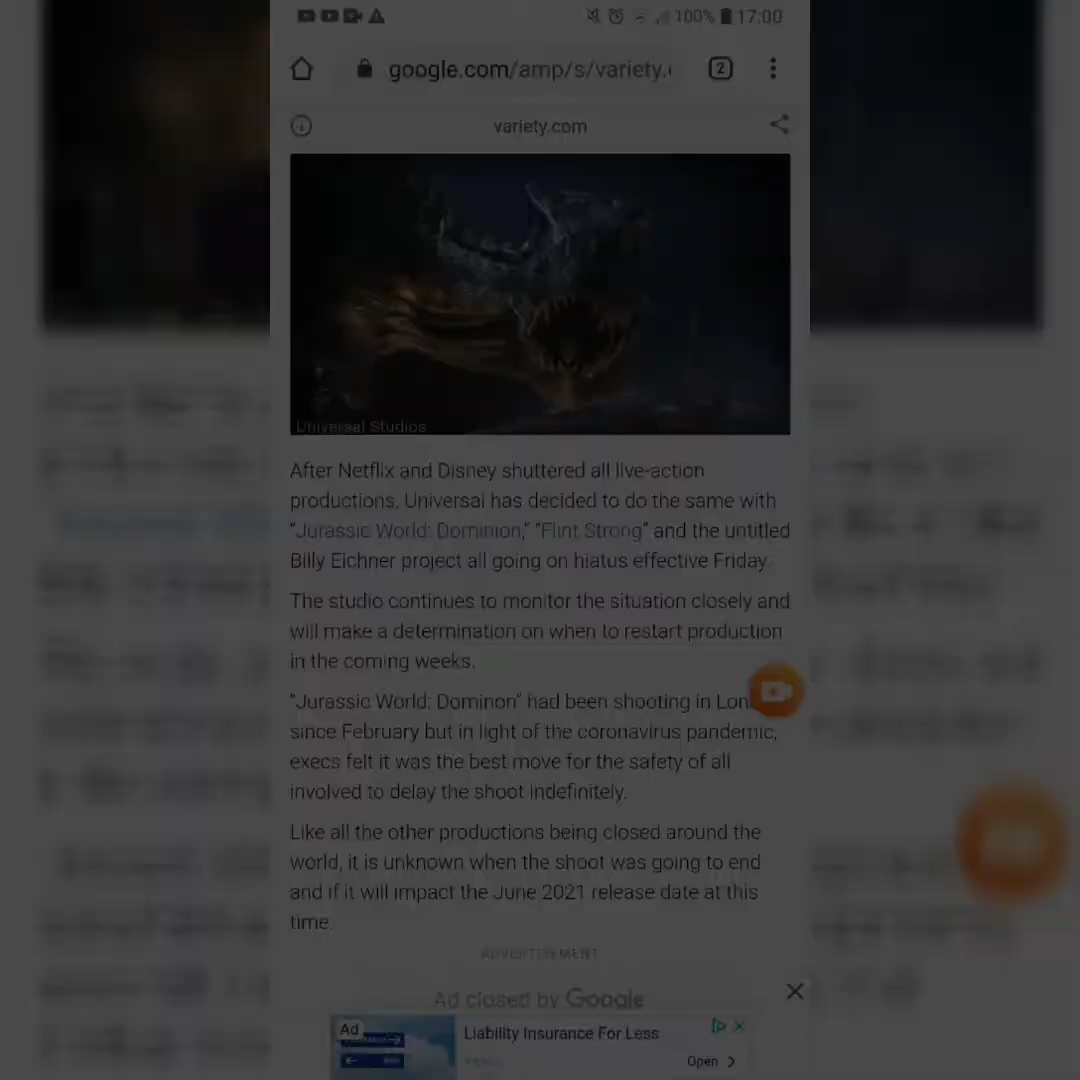 100% 17:00
google.com/amp/s/variety.
2
variety.com
Universal Studios
After Netflix and Disney shuttered all live-action
productions, Universal has decided to do the same with
“Jurassic World: Dominion,” “Flint Strong” and the untitled
Billy Eichner project all going on hiatus effective Friday.
The studio continues to monitor the situation closely and
will make a determination on when to restart production
in the coming weeks.
“Jurassic World: Dominon” had been shooting in Lon
since February but in light of the coronavirus pandemic,
execs felt it was the best move for the safety of all
involved to delay the shoot indefinitely.
Like all the other productions being closed around the
world, it is unknown when the shoot was going to end
and if it will impact the June 2021 release date at this
time.
ADVERTISEMENT
Ad closed by Google
Ad
Liability Insurance For Less
Open